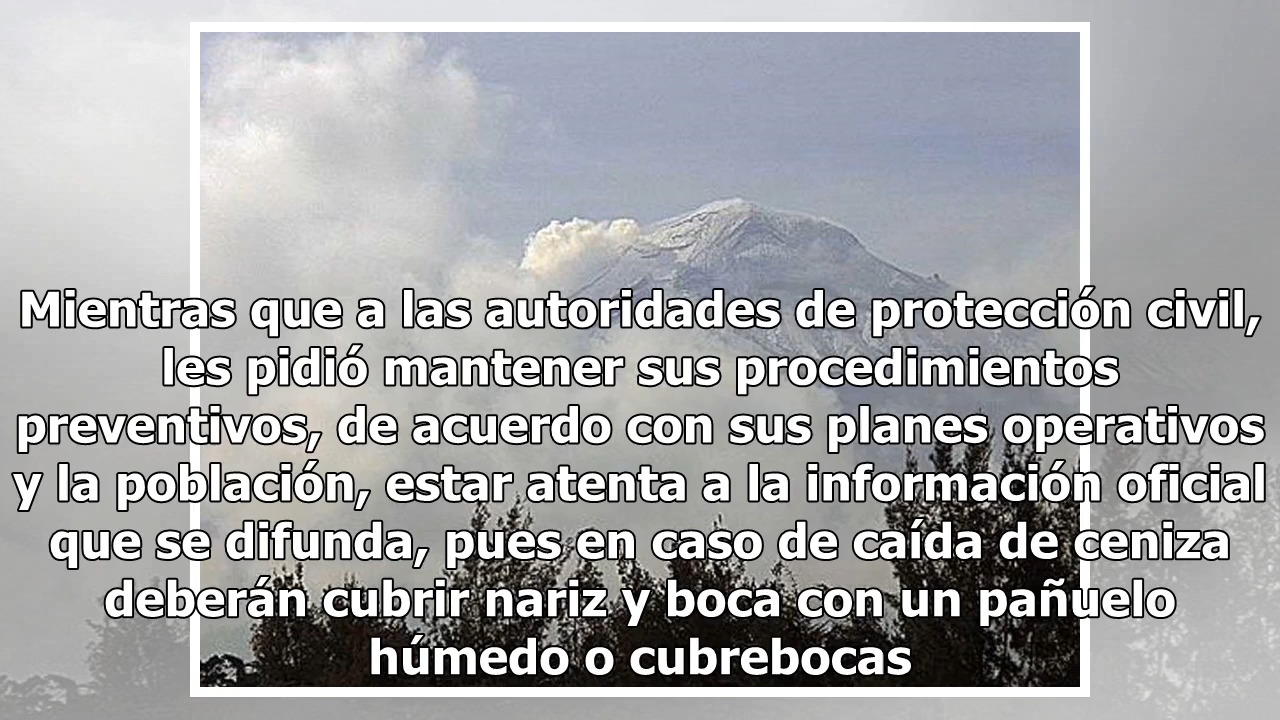 Mientras que a las autoridades de protección civil,
les pidió mantener sus procedimientos
preventivos, de acuerdo con sus planes operativos
y la población, estar atenta a la información oficial
que se difunda, pues en caso de caída de ceniza
deberán cubrir nariz y boca con un pañuelo
húmedo o cubrebocas